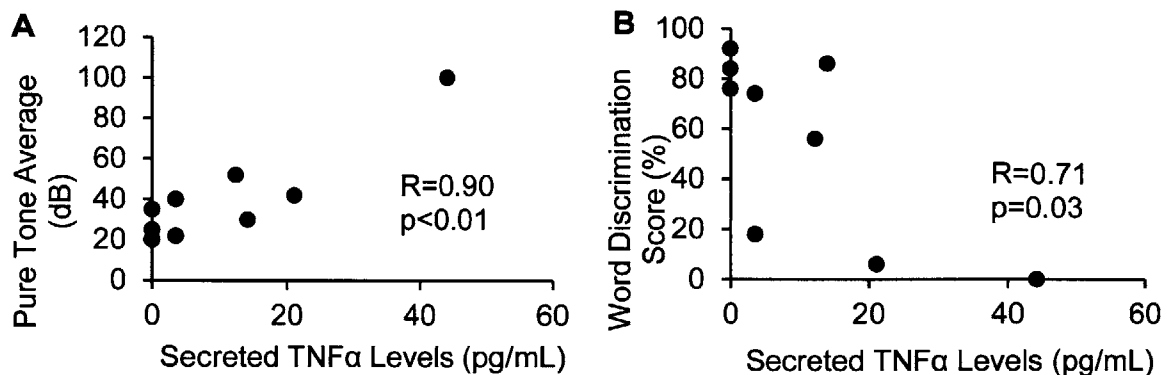 A
120
100
80
60
40
20
0
Pure Tone Average
(dB)
R=0.90
p<0.01
0 20 40 60
Secreted TNFα Levels (pg/mL)
B
100
80
60
40
20
0
Word Discrimination
Score (%)
R=0.71
p=0.03
0 20 40 60
Secreted TNFα Levels (pg/mL)